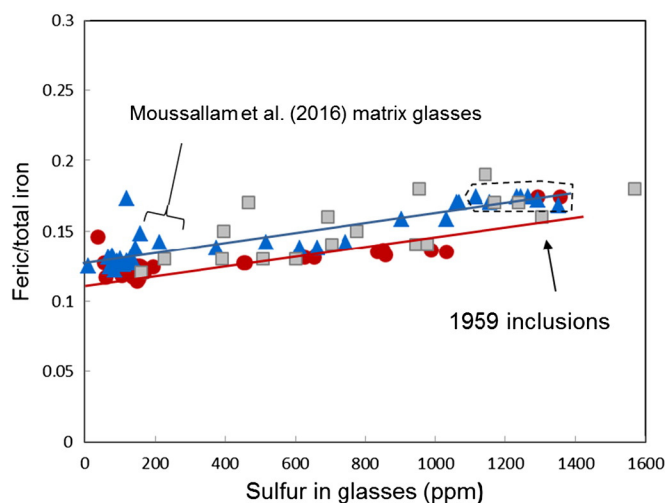 0.3
0.25
0.2
0.15
0.1
0.05
0
Feric/total iron
Moussallam et al. (2016) matrix glasses
1959 inclusions
0 200 400 600 800 1000 1200 1400 1600
Sulfur in glasses (ppm)